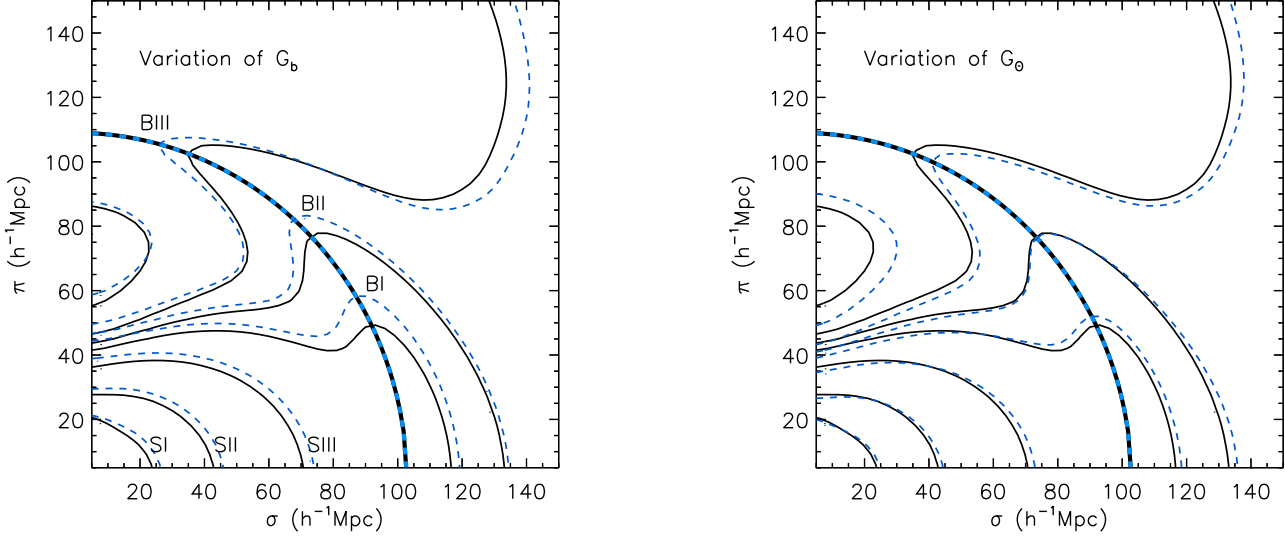 Variation of G_b
BIII
BII
BI
SI
SII
SIII
140
120
100
80
60
40
20
20 40 60 80 100 120 140
π (h⁻¹Mpc)
σ (h⁻¹Mpc)
Variation of G_⊙
140
120
100
80
60
40
20
20 40 60 80 100 120 140
π (h⁻¹Mpc)
σ (h⁻¹Mpc)